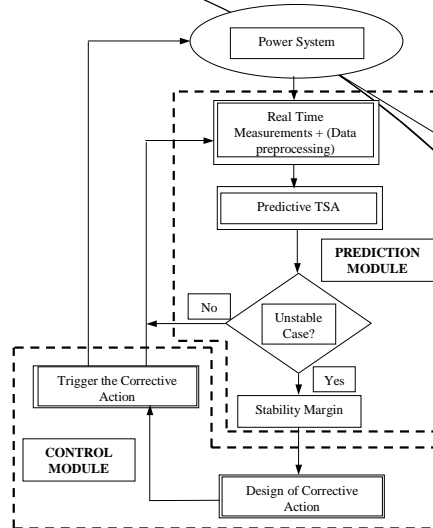 Power System
Real Time
Measurements + (Data
preprocessing)
Predictive TSA
PREDICTION
MODULE
No
Unstable
Case?
Yes
Trigger the Corrective
Action
Stability Margin
CONTROL
MODULE
Design of Corrective
Action